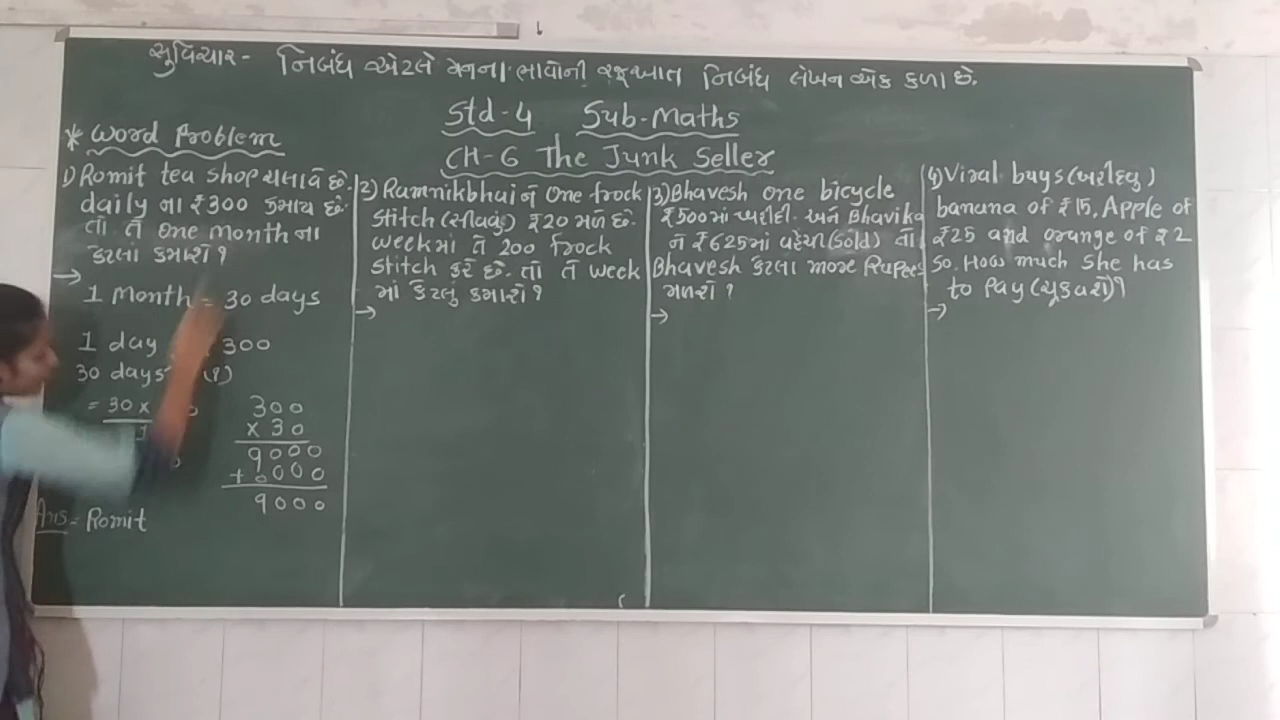 સુવિચાર- નિબંધ એટલે મનના ભાવોની રજૂઆત નિબંધ લેખન એક કળા છે.
Std-4 Sub-Maths
CH-6 The Junk Seller
* Word Problem
1) Romit tea shop ચલાવે છે.
daily ના ₹300 કમાય છે.
તો તે one month ના
કેટલાં કમાશે?
→
1 Month = 30 days
1 day 300
30 days (?)
= 30 x
300
x 30
9000
+ 0000
9000
Ans = Romit
2) Ramnikbhai ને one frock
stitch (સીવવું) ₹20 મળે છે.
week માં તે 200 frock
stitch કરે છે. તો તે week
માં કેટલું કમાશે?
→
3) Bhavesh one bicycle
₹500માં ખરીદી. અને Bhavika
ને ₹625માં વહેચી (sold) તો
Bhavesh કેટલા more Rupees
મળશે?
→
4) Viral buys (ખરીદવું)
banana of ₹15, Apple of
₹25 and orange of ₹2
So. How much she has
to pay (ચૂકવશે)?
→